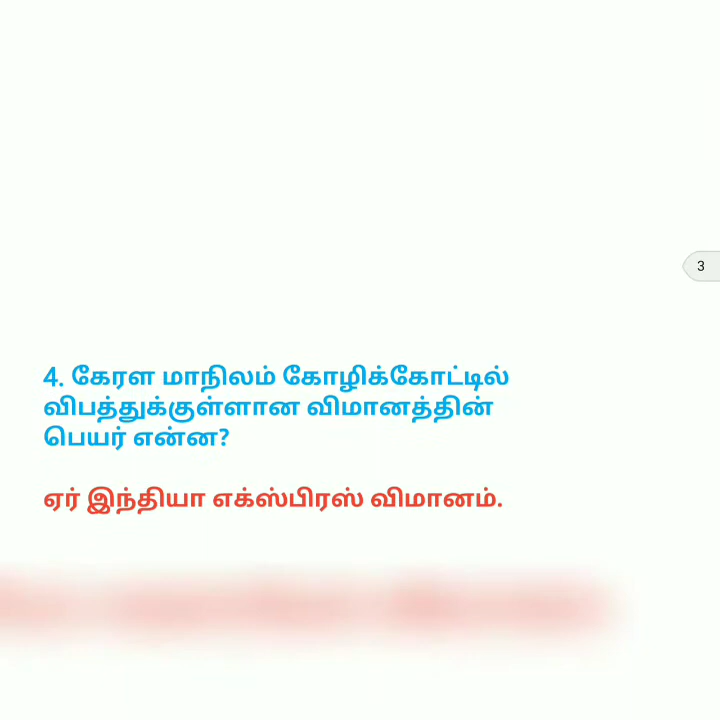 3
4. கேரள மாநிலம் கோழிக்கோட்டில்
விபத்துக்குள்ளான விமானத்தின்
பெயர் என்ன?
ஏர் இந்தியா எக்ஸ்பிரஸ் விமானம்.